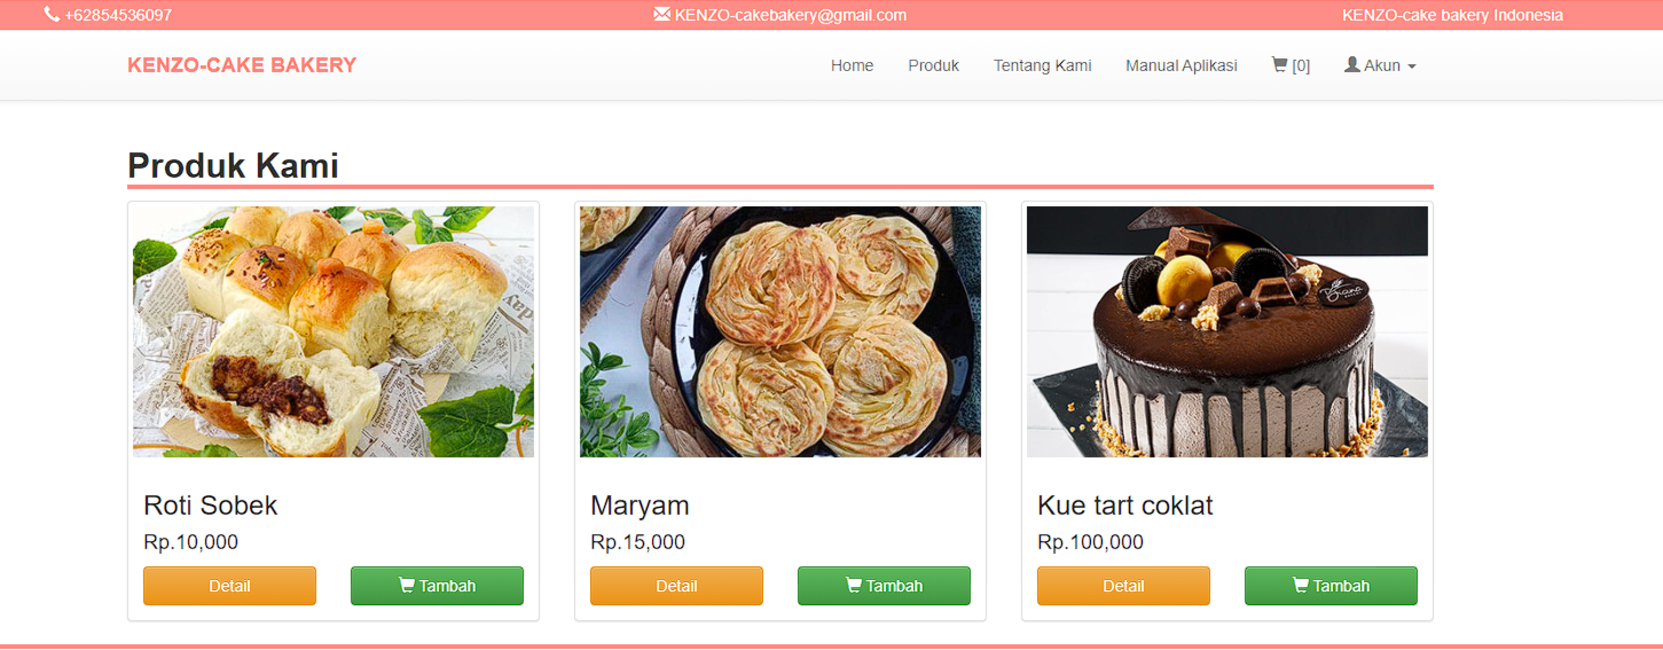 +62854536097 KENZO-cakebakery@gmail.com KENZO-cake bakery Indonesia
KENZO-CAKE BAKERY Home Produk Tentang Kami Manual Aplikasi [0] Akun
Produk Kami
Roti Sobek
Rp.10,000
Detail Tambah
Maryam
Rp.15,000
Detail Tambah
Kue tart coklat
Rp.100,000
Detail Tambah